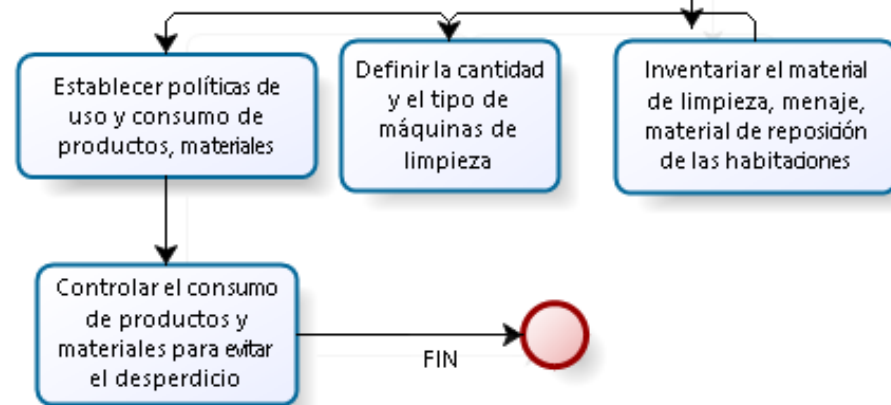 Establecer políticas de
uso y consumo de
productos, materiales
Definir la cantidad
y el tipo de
máquinas de
limpieza
Inventariar el material
de limpieza, menaje,
material de reposición
de las habitaciones
Controlar el consumo
de productos y
materiales para evitar
el desperdicio
FIN